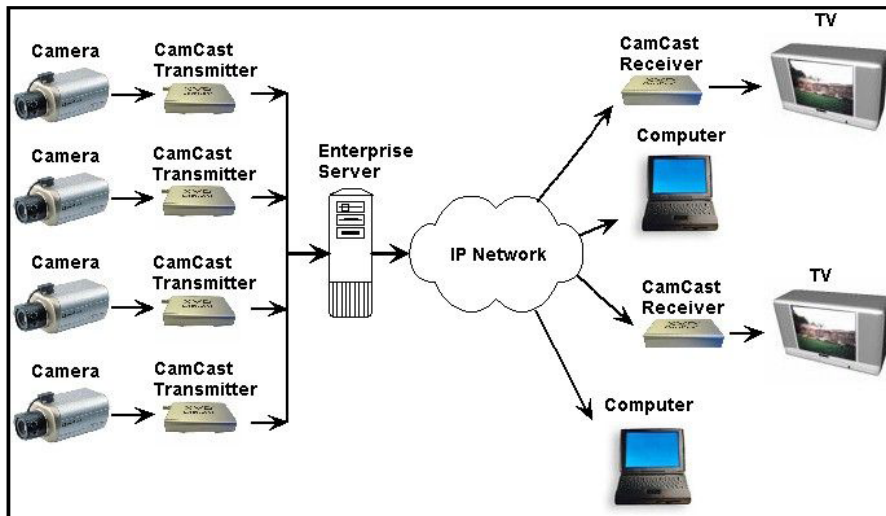 TV
Camera
CamCast
Transmitter
CamCast
Receiver
Computer
Camera
CamCast
Transmitter
Enterprise
Server
IP Network
Camera
CamCast
Transmitter
CamCast
Receiver
TV
Camera
CamCast
Transmitter
Computer